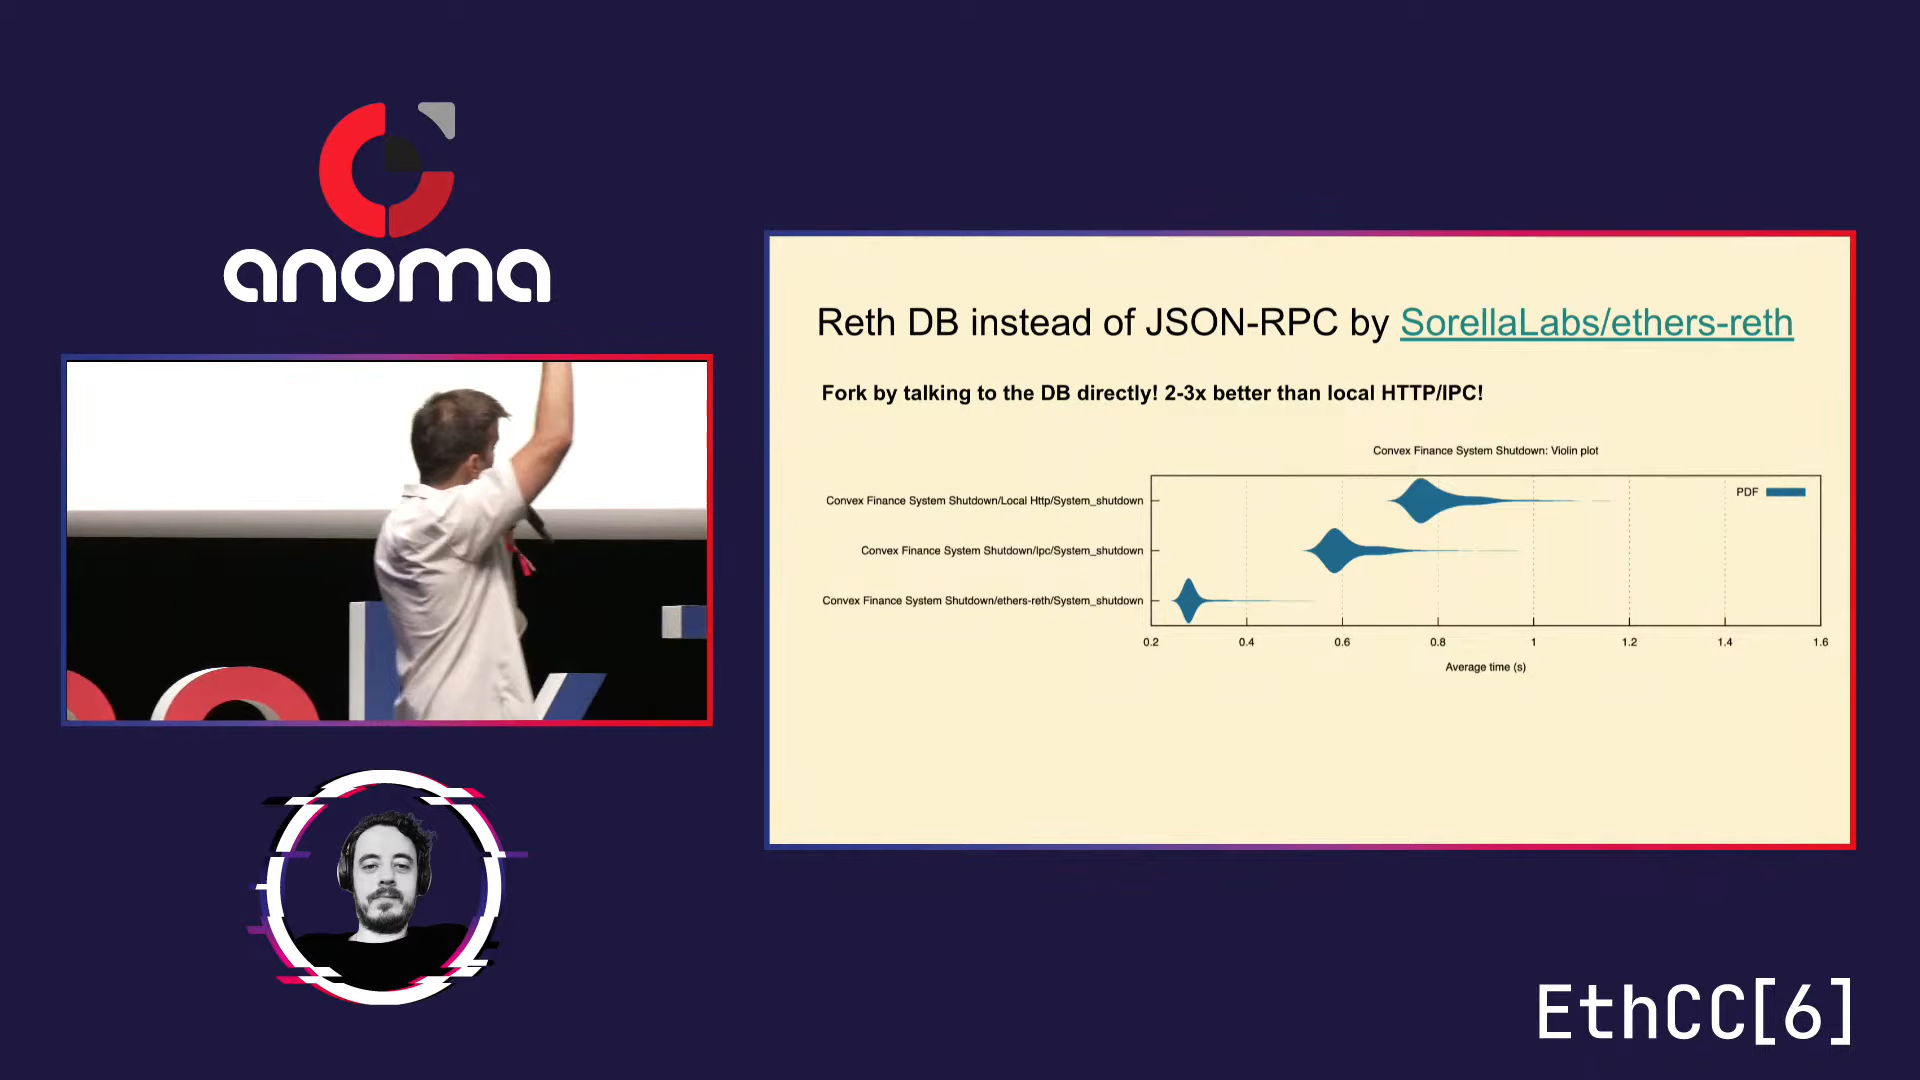 anoma
Reth DB instead of JSON-RPC by SorellaLabs/ethers-reth
Fork by talking to the DB directly! 2-3x better than local HTTP/IPC!
Convex Finance System Shutdown: Violin plot
PDF
Convex Finance System Shutdown/Local Http/System_shutdown
Convex Finance System Shutdown/Ipc/System_shutdown
Convex Finance System Shutdown/ethers-reth/System_shutdown
0.2 0.4 0.6 0.8 1 1.2 1.4 1.6
Average time (s)
EthCC[6]